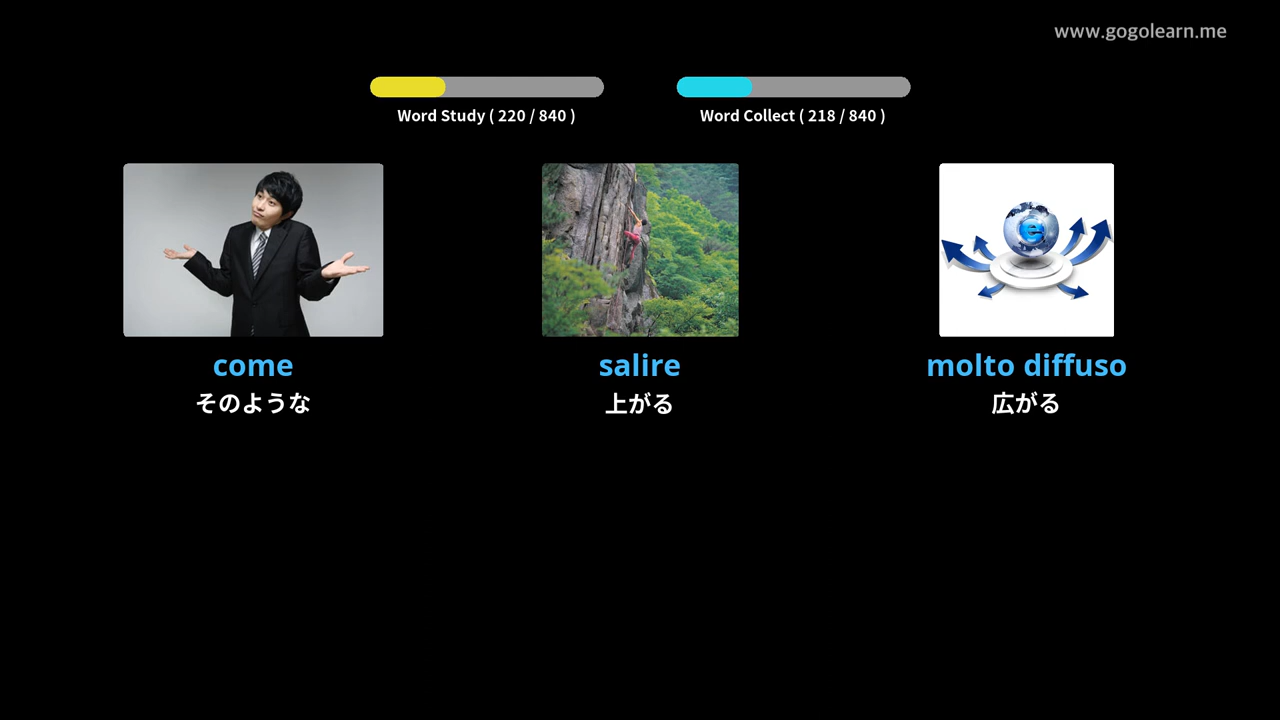 www.gogolearn.me
Word Study ( 220 / 840 )
Word Collect ( 218 / 840 )
e
come
salire
molto diffuso
そのような
上がる
広がる